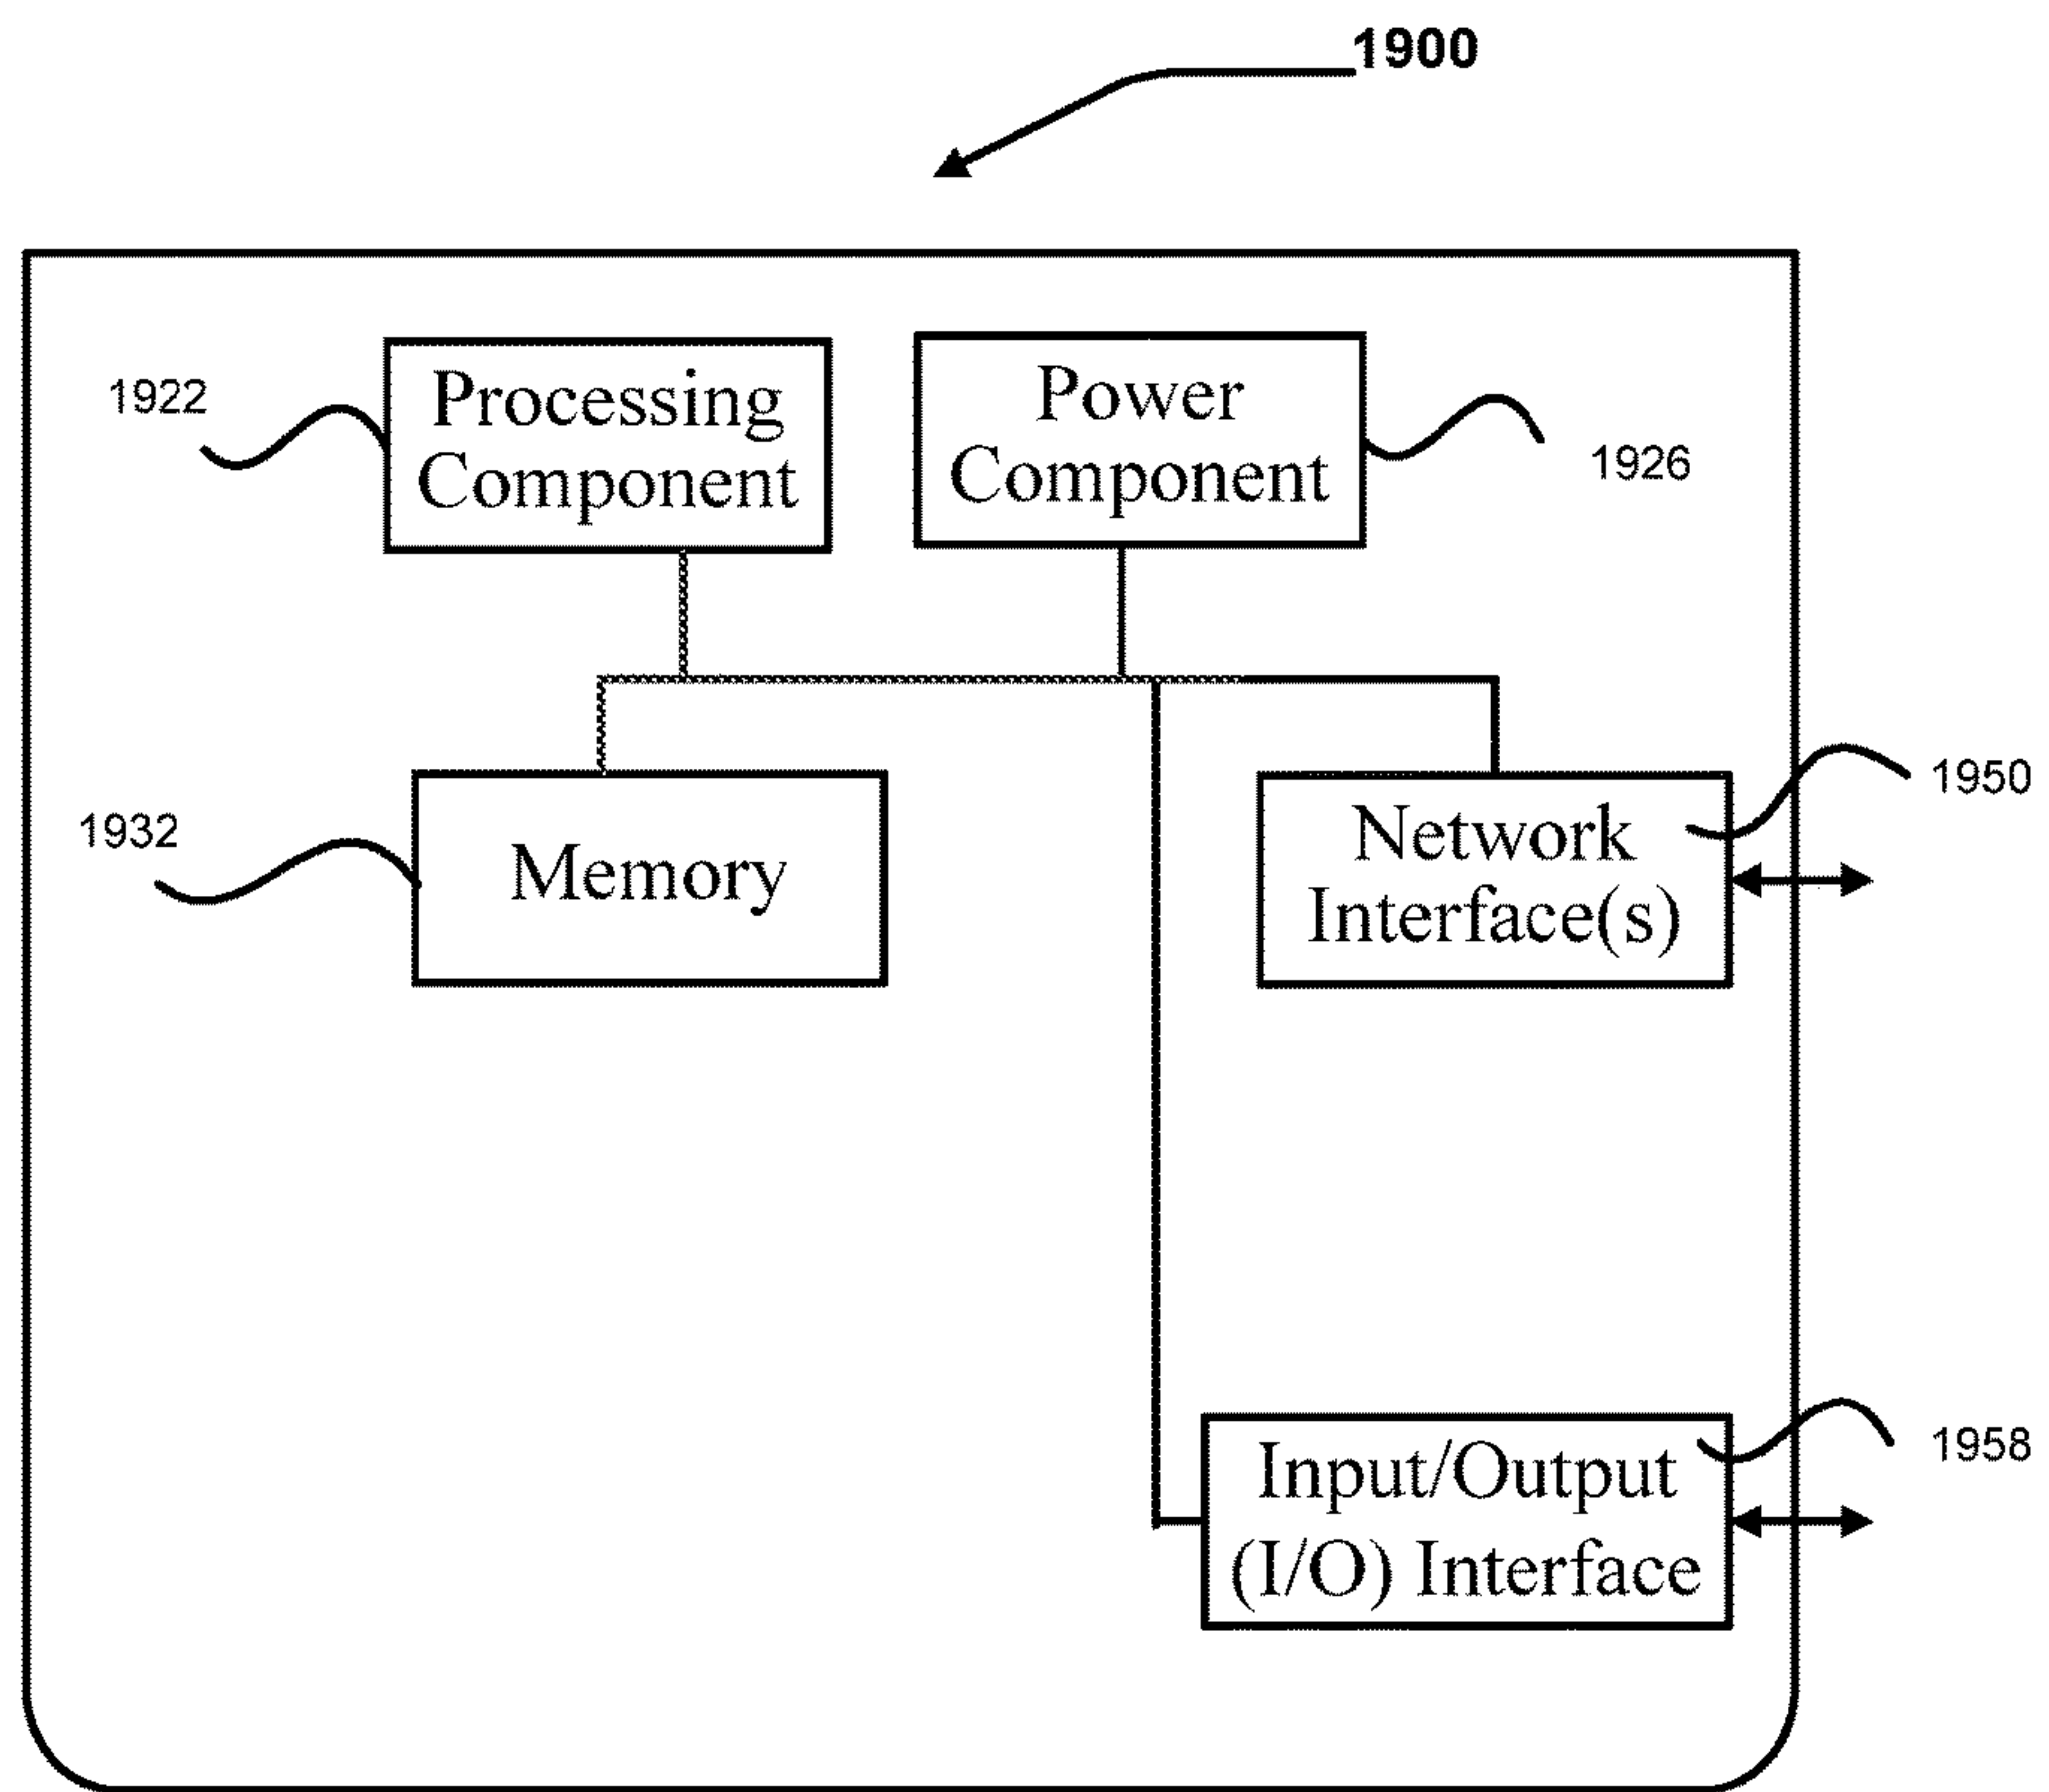 1900
1922
Processing
Component
Power
Component
1926
1932
Memory
Network
Interface(s)
1950
Input/Output
(I/O) Interface
1958